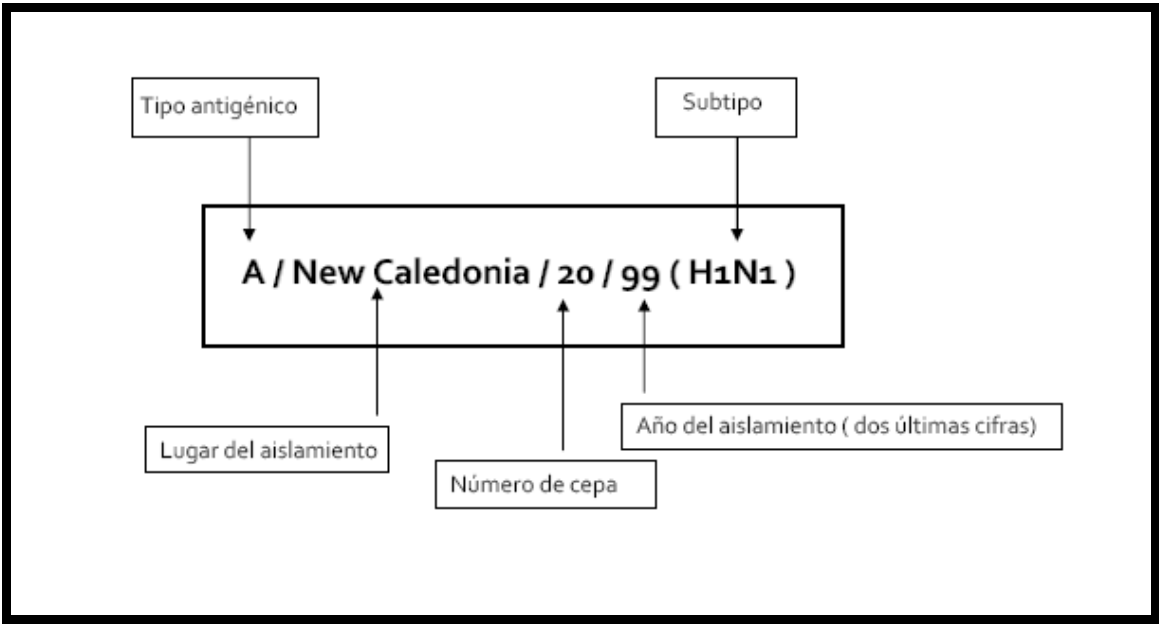 Tipo antigénico
Subtipo
A / New Caledonia / 20 / 99 ( H1N1 )
Año del aislamiento ( dos últimas cifras)
Lugar del aislamiento
Número de cepa